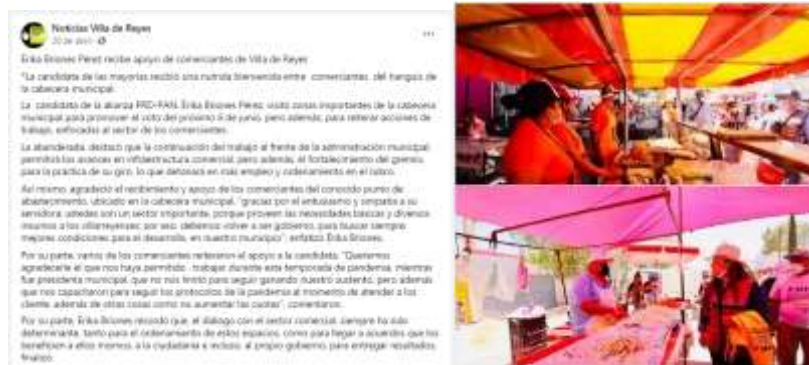 Noticias Villa de Reyes
Erika Briones Pérez recibe apoyo de comerciantes de Villa de Reyes
*La candidata de las mayorías recibió una nutrida bienvenida entre comerciantes, del tianguis de
la cabecera municipal.
La candidata de la alianza PRD-PAN, Erika Briones Pérez, visitó zonas importantes de la cabecera
municipal para promover el voto del próximo 6 de junio, pero además, para reiterar acciones de
trabajo, enfocadas al sector de los comerciantes.
La abanderada, destacó que la continuación del trabajo al frente de la administración municipal,
permitirá los avances en infraestructura comercial, pero además, el fortalecimiento del gremio,
para la práctica de su giro, lo que detonará en más empleo y ordenamiento en el rubro.
Así mismo, agradeció el recibimiento y apoyo de los comerciantes del conocido punto de
abastecimiento, ubicado en la cabecera municipal, "gracias por el entusiasmo y simpatía a su
servidora, ustedes son un sector importante, porque proveen las necesidades básicas y diversos
insumos a los villarreyenses, por eso, debemos volver a ser gobierno, para buscar siempre
mejores condiciones para el desarrollo, en nuestro municipio", enfatizó Erika Briones.
Por su parte, varios de los comerciantes reiteraron el apoyo a la candidata, "Queremos
agradecerle el que nos haya permitido trabajar durante esta temporada de pandemia, mientras
fue presidenta municipal, que no nos limitó para seguir ganando nuestro sustento, pero además
que nos capacitaron para seguir los protocolos de la pandemia al momento de atender a los
cliente, además de otras cosas como no aumentar las cuotas", comentaron.
Por su parte, Erika Briones recordó que, el diálogo con el sector comercial, siempre ha sido
determinante, tanto para el ordenamiento de estos espacios, como para llegar a acuerdos que los
beneficien a ellos mismos, a la ciudadanía e incluso, al propio gobierno, para entregar resultados,
finalizó.